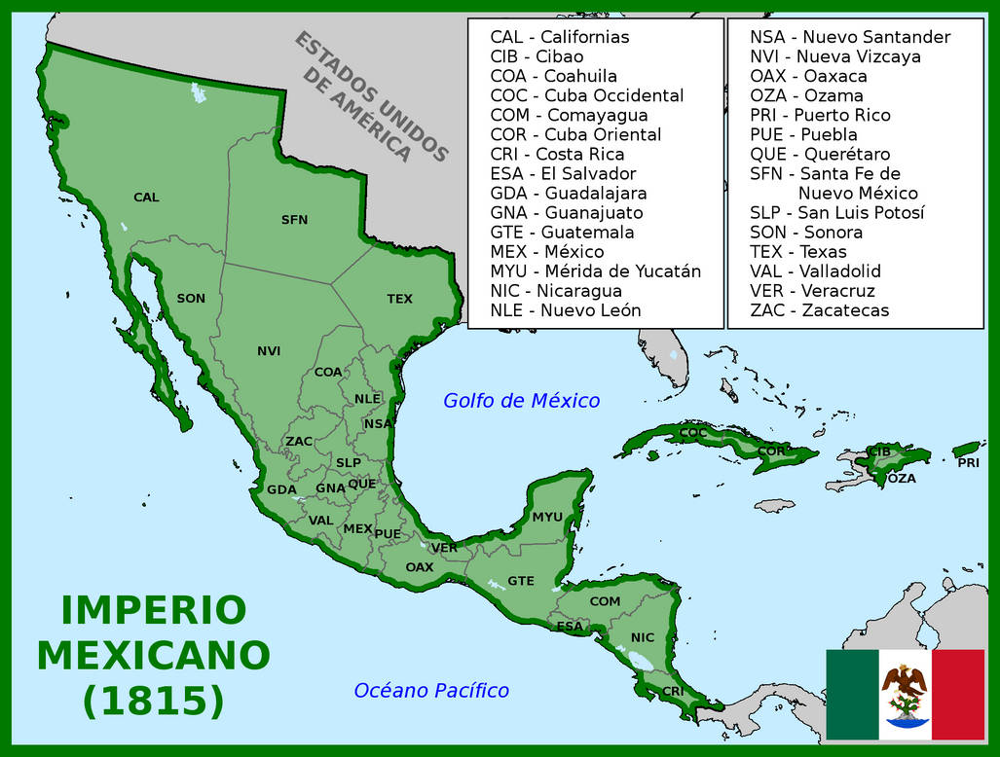 ESTADOS UNIDOS
DE AMÉRICA
CAL - Californias
CIB - Cibao
COA - Coahuila
COC - Cuba Occidental
COM - Comayagua
COR - Cuba Oriental
CRI - Costa Rica
ESA - El Salvador
GDA - Guadalajara
GNA - Guanajuato
GTE - Guatemala
MEX - México
MYU - Mérida de Yucatán
NIC - Nicaragua
NLE - Nuevo León
NSA - Nuevo Santander
NVI - Nueva Vizcaya
OAX - Oaxaca
OZA - Ozama
PRI - Puerto Rico
PUE - Puebla
QUE - Querétaro
SFN - Santa Fe de
Nuevo México
SLP - San Luis Potosí
SON - Sonora
TEX - Texas
VAL - Valladolid
VER - Veracruz
ZAC - Zacatecas
CAL
SFN
SON
TEX
NVI
COA
NLE
NSA
ZAC
SLP
GDA
GNA
QUE
VAL
MEX
PUE
VER
OAX
MYU
GTE
COM
ESA
NIC
CRI
COC
COR
CIB
OZA
PRI
Golfo de México
Océano Pacífico
IMPERIO
MEXICANO
(1815)